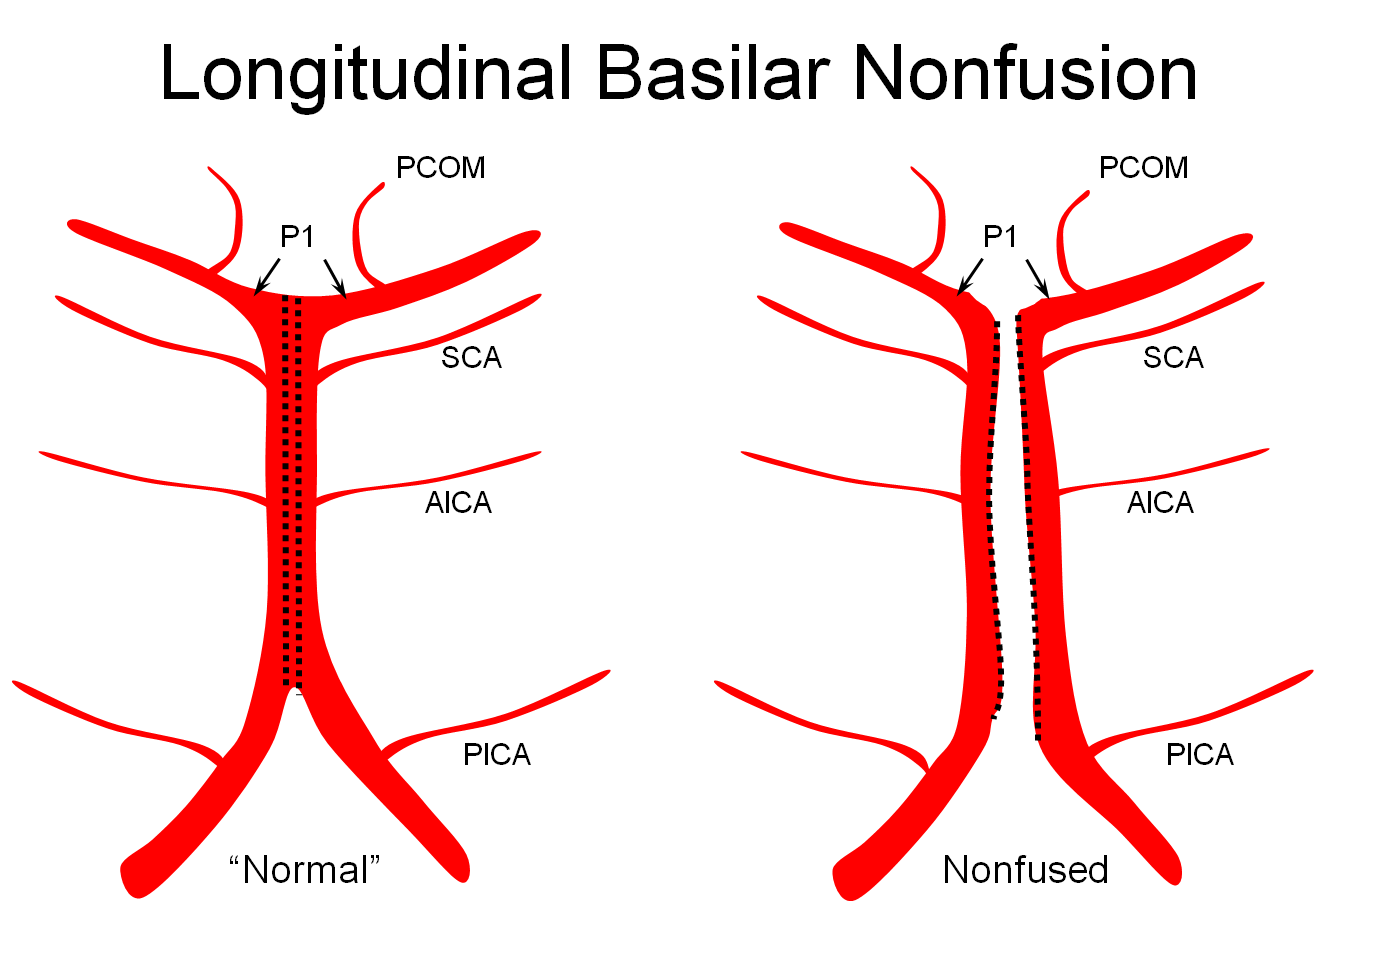 Longitudinal Basilar Nonfusion
PCOM
P1
SCA
AICA
PICA
“Normal”
PCOM
P1
SCA
AICA
PICA
Nonfused